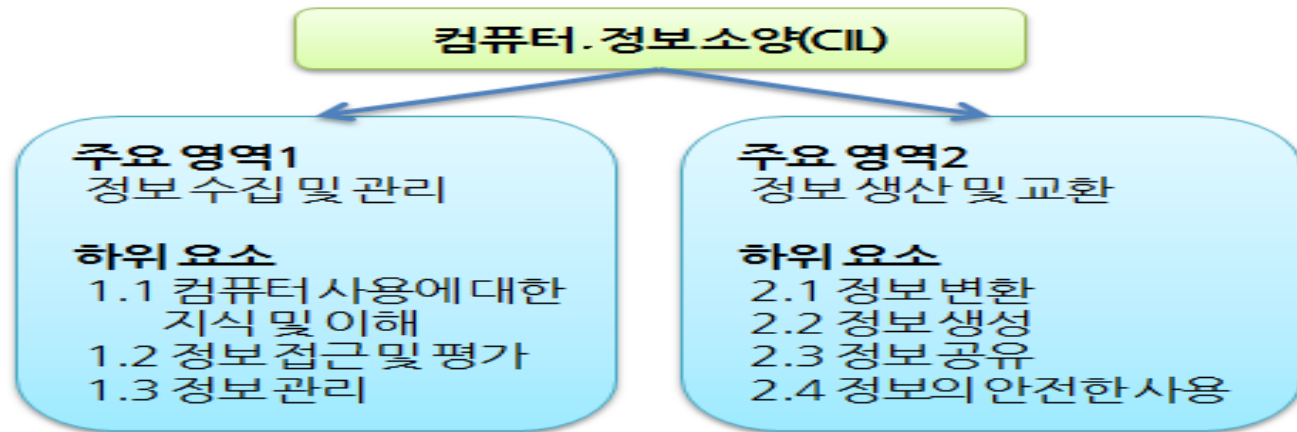 컴퓨터 . 정보 소양(CIL)
주요 영역1
정보 수집 및 관리
하위 요소
1.1 컴퓨터 사용에 대한
지식 및 이해
1.2 정보 접근 및 평가
1.3 정보 관리
주요 영역2
정보 생산 및 교환
하위 요소
2.1 정보 변환
2.2 정보 생성
2.3 정보 공유
2.4 정보의 안전한 사용